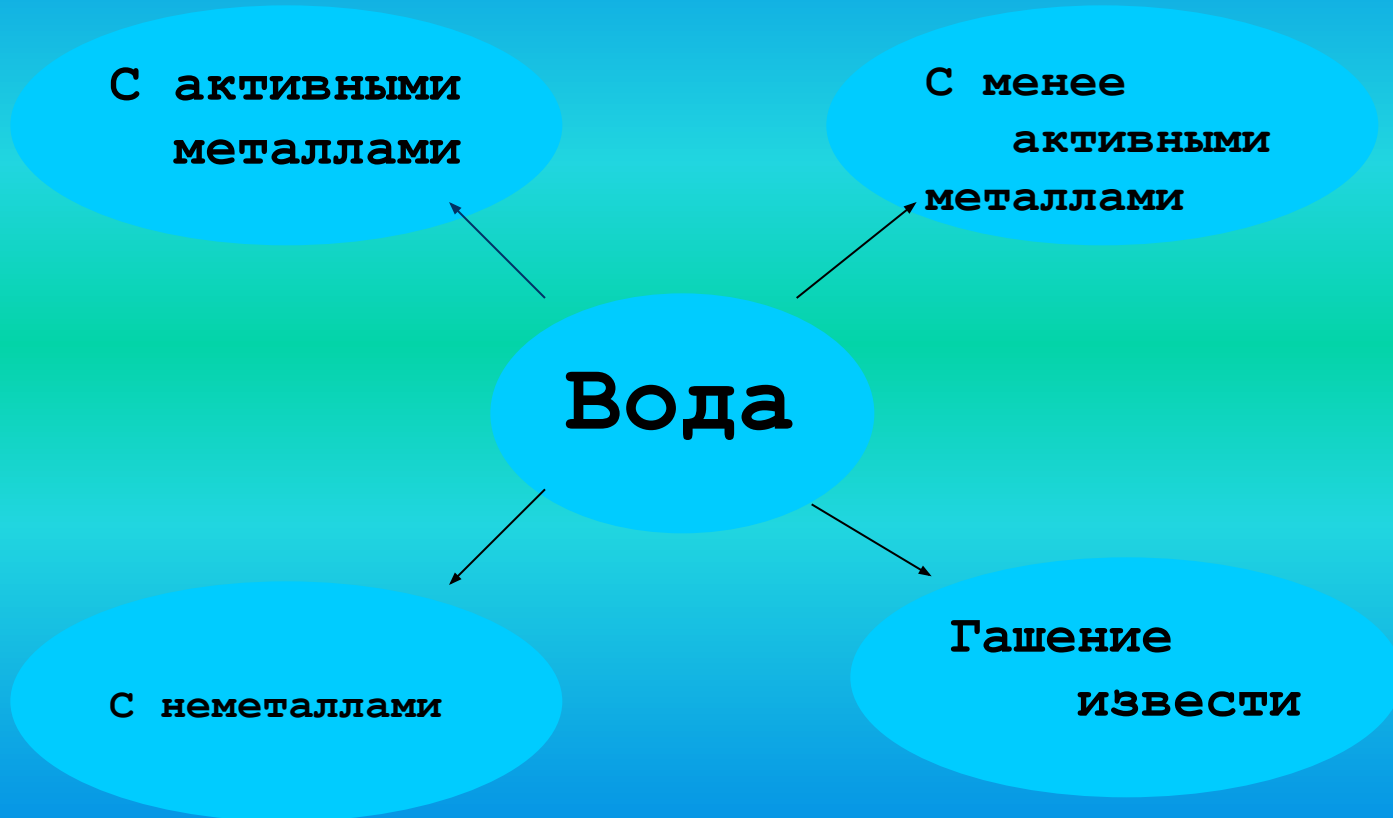 С активными
металлами
С менее
активными
металлами
Вода
С неметаллами
Гашение
извести